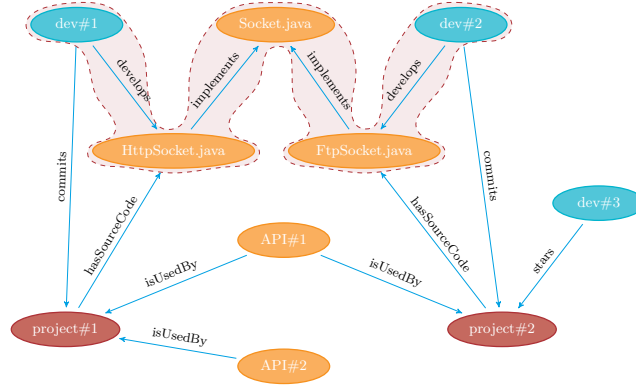 dev#1
Socket.java
dev#2
develops
implements
implements
develops
HttpSocket.java
FtpSocket.java
commits
commits
dev#3
hasSourceCode
hasSourceCode
API#1
isUsedBy
isUsedBy
stars
project#1
project#2
isUsedBy
API#2